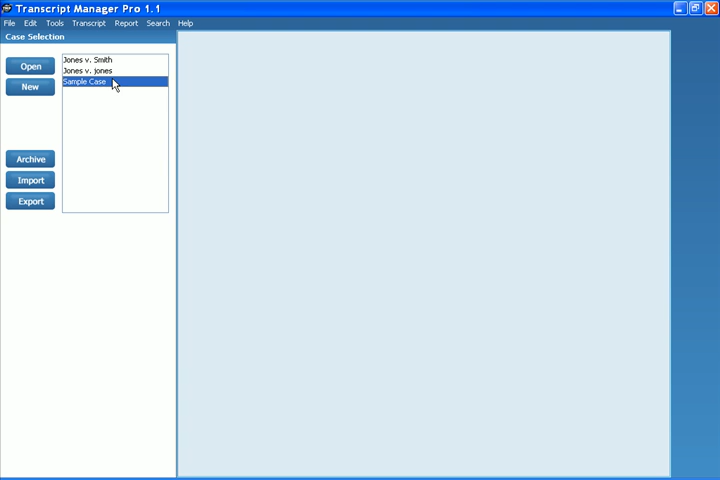 Transcript Manager Pro 1.1
File Edit Tools Transcript Report Search Help
Case Selection
Open
New
Archive
Import
Export
Jones v. Smith
Jones v. jones
Sample Case